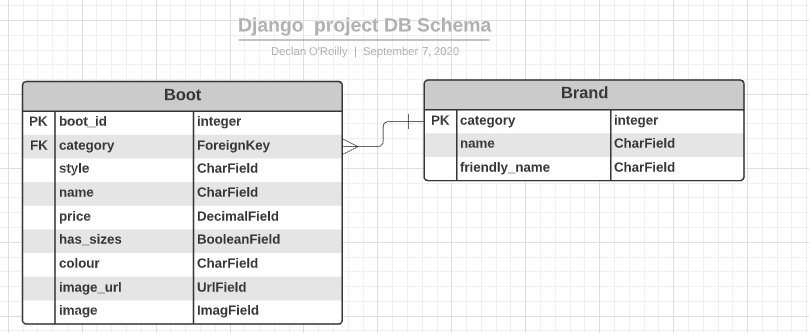 Django project DB Schema
Declan O'Reilly | September 7, 2020
Boot
PK boot_id integer
FK category ForeignKey
style CharField
name CharField
price DecimalField
has_sizes BooleanField
colour CharField
image_url UrlField
image ImagField
Brand
PK category integer
name CharField
friendly_name CharField